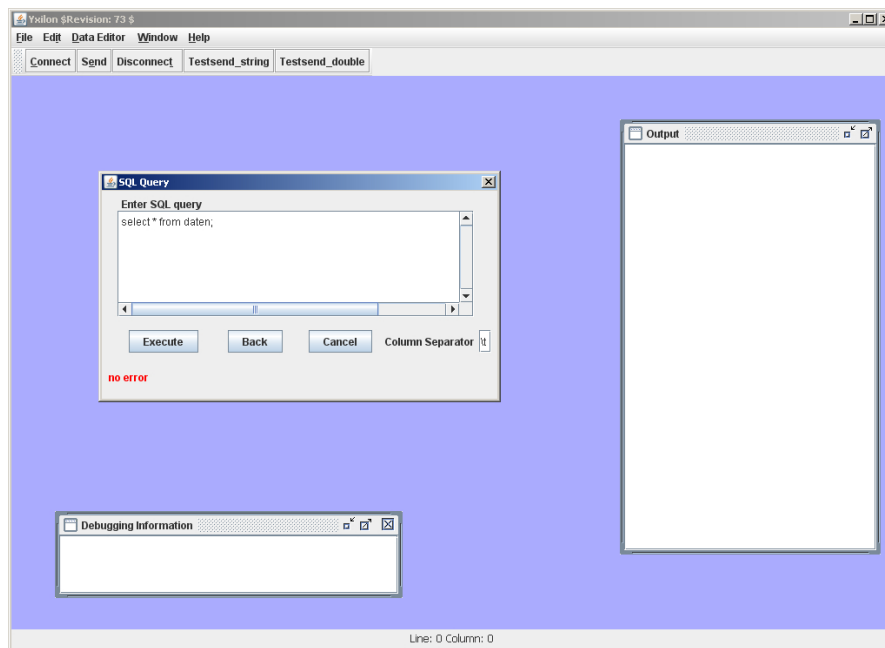 Yxilon $Revision: 73 $
File Edit Data Editor Window Help
Connect Send Disconnect Testsend_string Testsend_double
Output
SQL Query
Enter SQL query
select * from daten;
Execute Back Cancel Column Separator \t
no error
Debugging Information
Line: 0 Column: 0